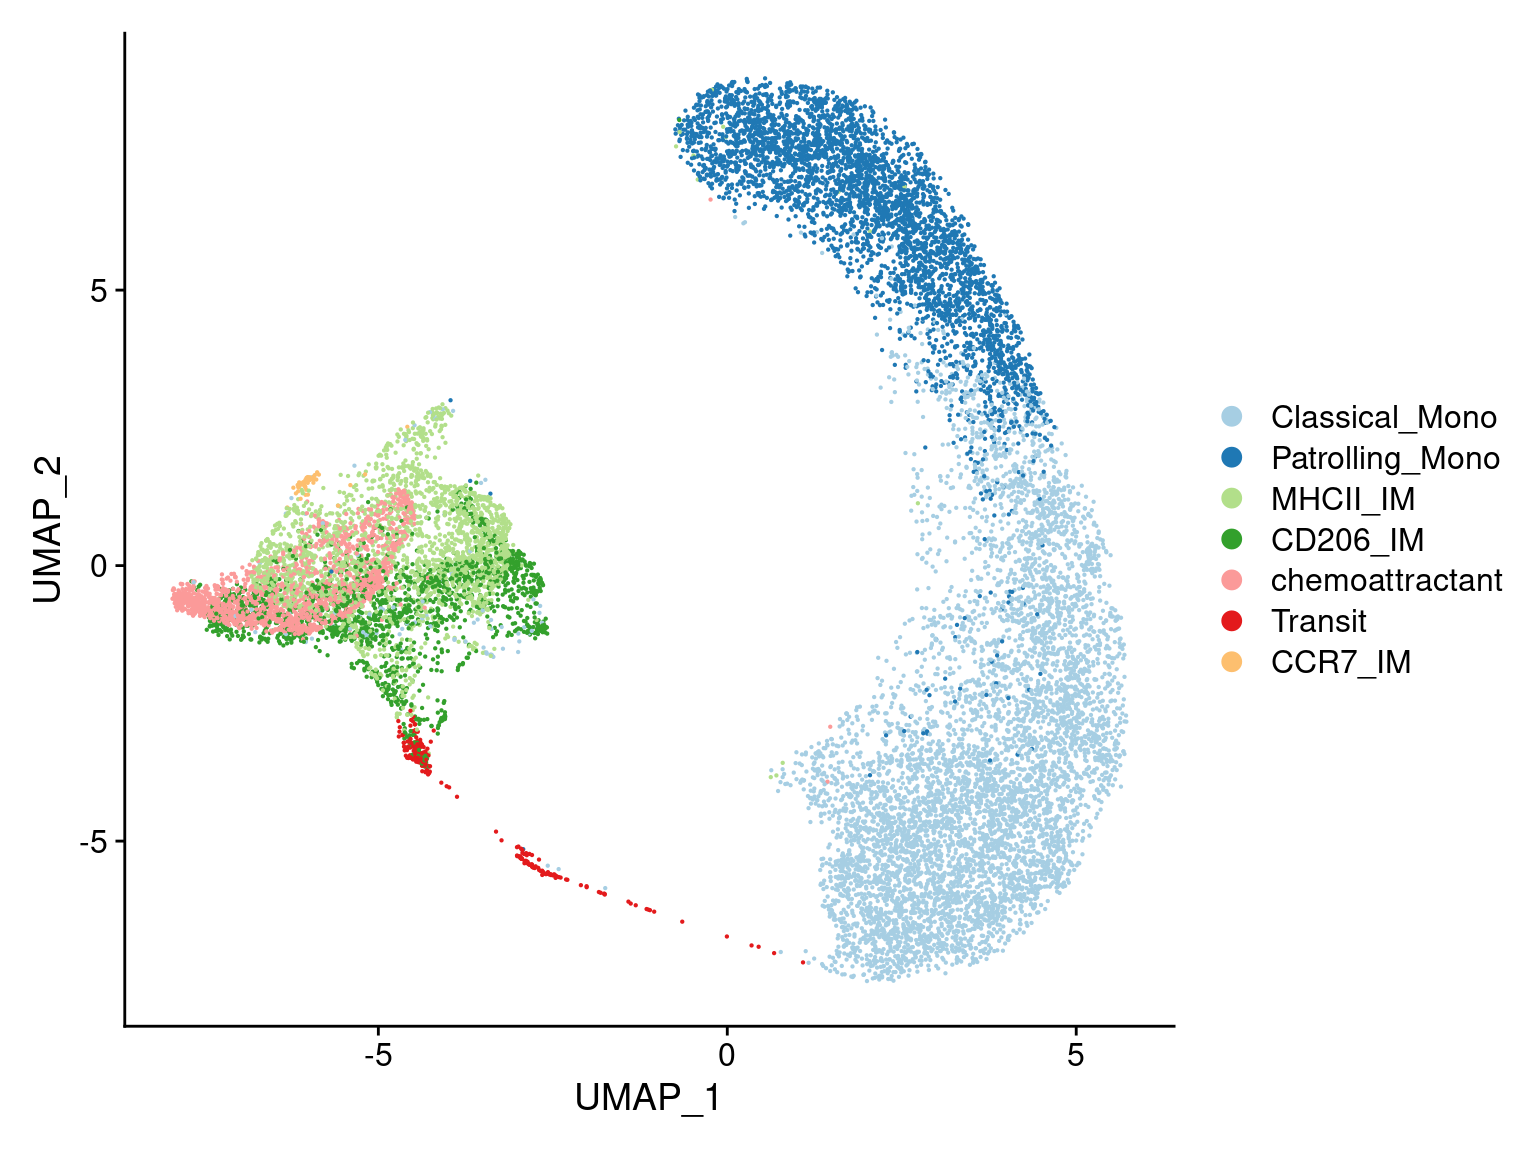 5
0
-5
UMAP_2
-5
0
5
UMAP_1
Classical_Mono
Patrolling_Mono
MHCII_IM
CD206_IM
chemoattractant
Transit
CCR7_IM